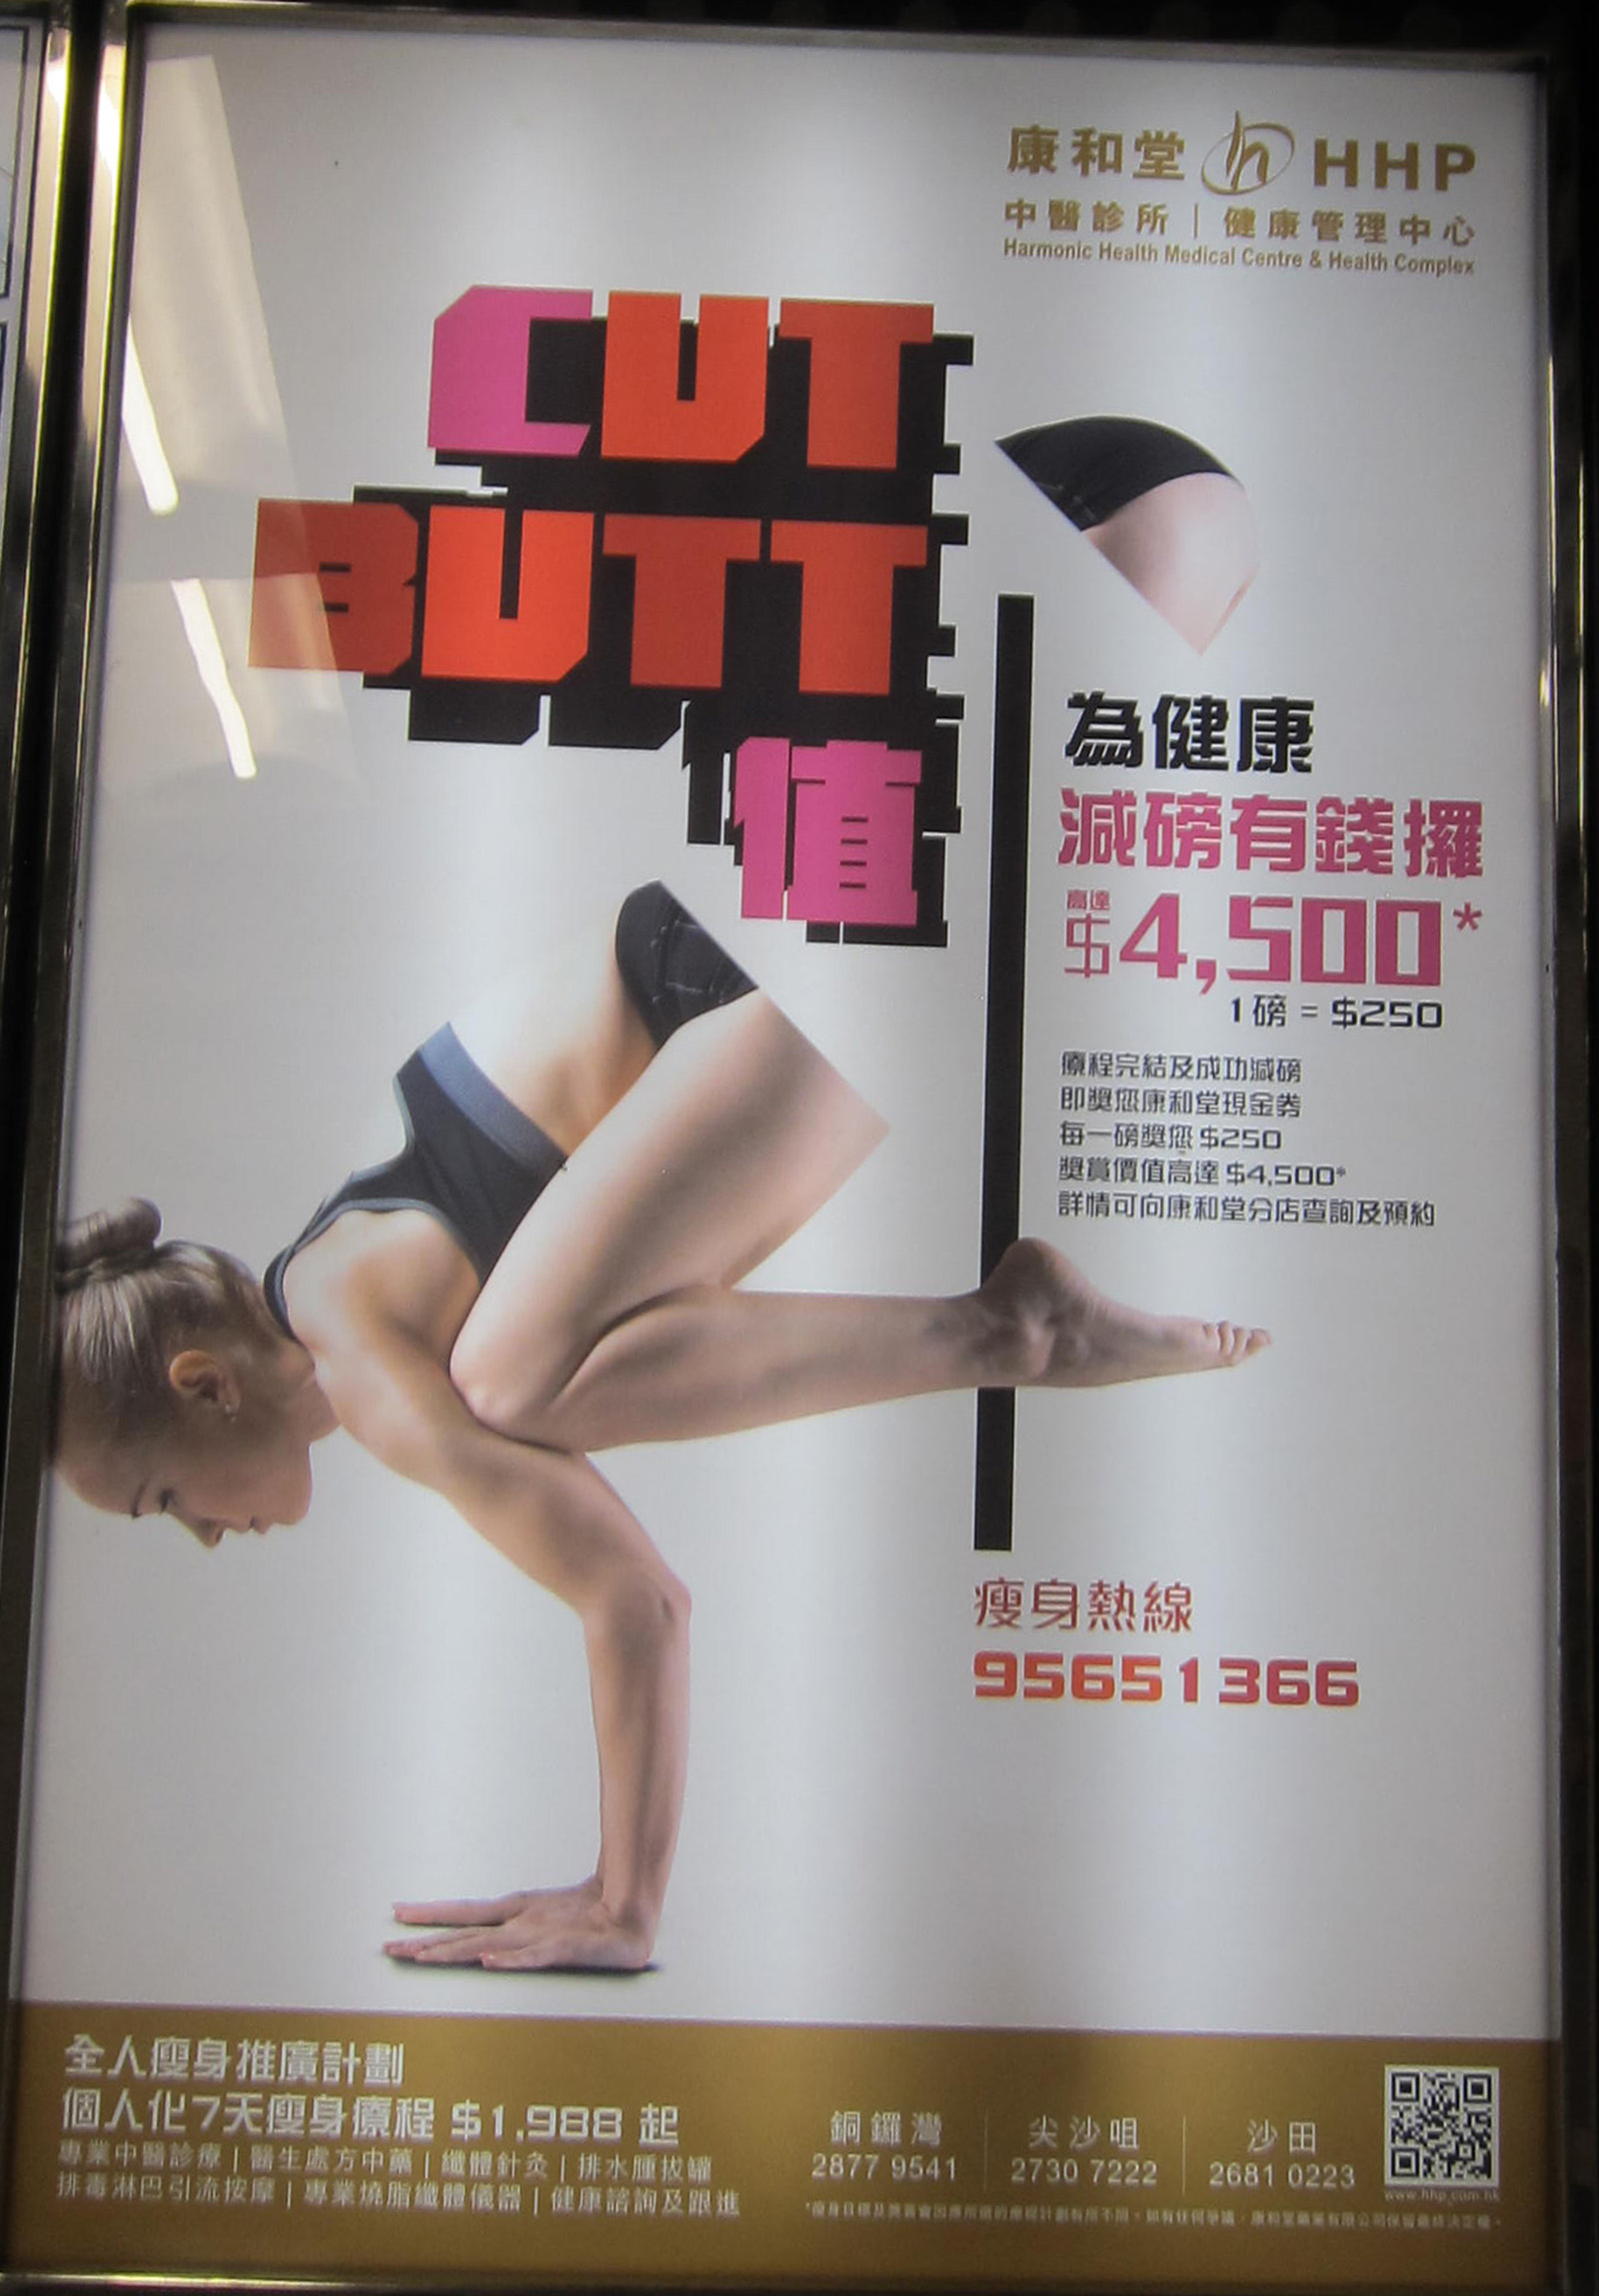 康和堂 HHP
中醫診所 | 健康管理中心
Harmonic Health Medical Centre & Health Complex
CUT
BUTT
值
為健康
減磅有錢攞
高達
$4,500*
1磅 = $250
療程完結及成功減磅
即獎您康和堂現金券
每一磅獎您 $250
獎賞價值高達 $4,500*
詳情可向康和堂分店查詢及預約
瘦身熱線
95651366
全人瘦身推廣計劃
個人化7天瘦身療程 $1,988 起
專業中醫診療 | 醫生處方中藥 | 纖體針灸 | 排水腫拔罐
排毒淋巴引流按摩 | 專業燒脂纖體儀器 | 健康諮詢及跟進
銅鑼灣
2877 9541
尖沙咀
2730 7222
沙田
2681 0223
www.hhp.com.hk